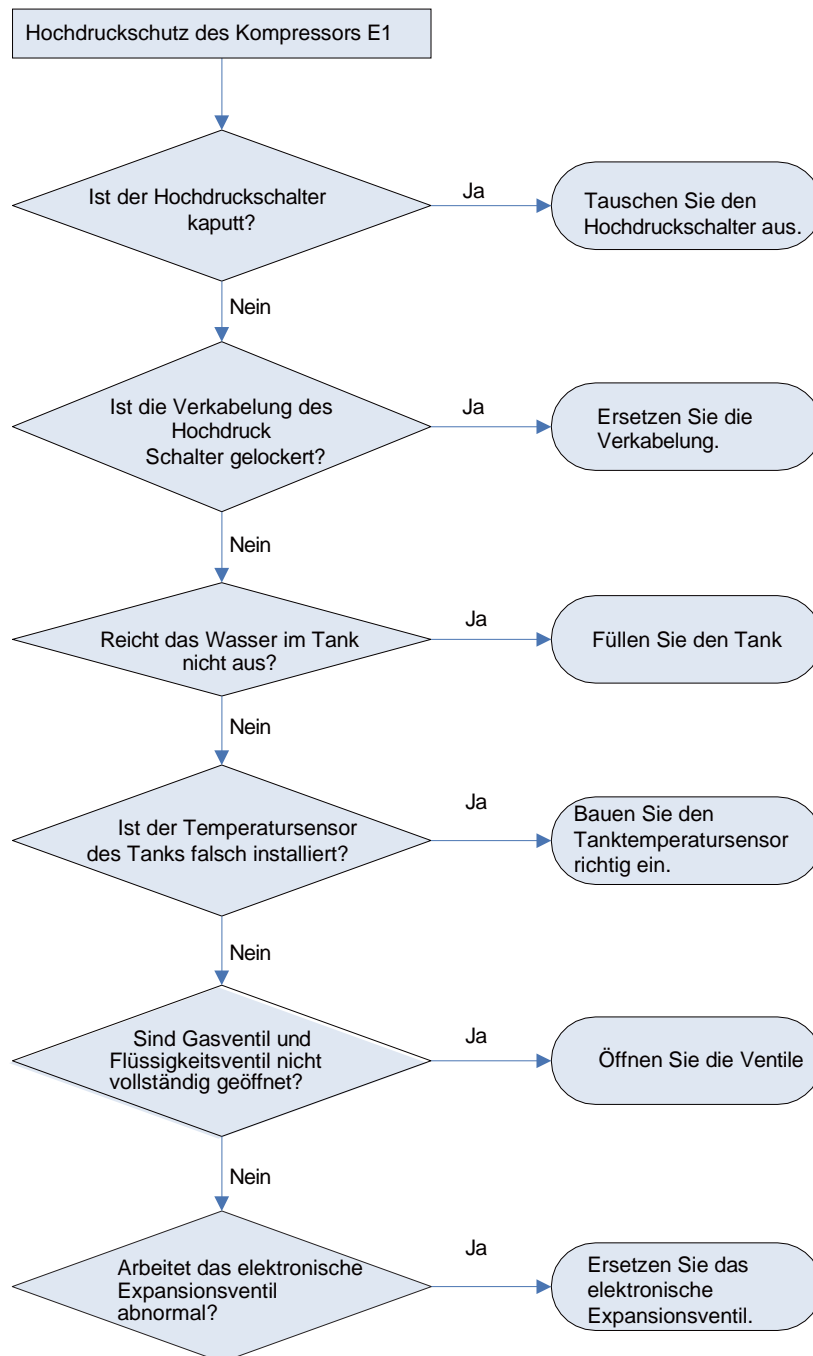 Hochdruckschutz des Kompressors E1
Ist der Hochdruckschalter
kaputt?
Ja
Tauschen Sie den
Hochdruckschalter aus.
Nein
Ist die Verkabelung des
Hochdruck
Schalter gelockert?
Ja
Ersetzen Sie die
Verkabelung.
Nein
Reicht das Wasser im Tank
nicht aus?
Ja
Füllen Sie den Tank
Nein
Ist der Temperatursensor
des Tanks falsch installiert?
Ja
Bauen Sie den
Tanktemperatursensor
richtig ein.
Nein
Sind Gasventil und
Flüssigkeitsventil nicht
vollständig geöffnet?
Ja
Öffnen Sie die Ventile
Nein
Arbeitet das elektronische
Expansionsventil
abnormal?
Ja
Ersetzen Sie das
elektronische
Expansionsventil.